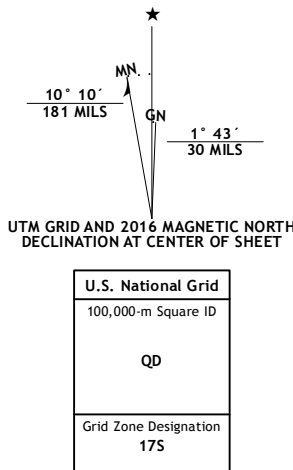 ★
MN
10° 10´
181 MILS
GN
1° 43´
30 MILS
UTM GRID AND 2016 MAGNETIC NORTH
DECLINATION AT CENTER OF SHEET
U.S. National Grid
100,000-m Square ID
QD
Grid Zone Designation
17S